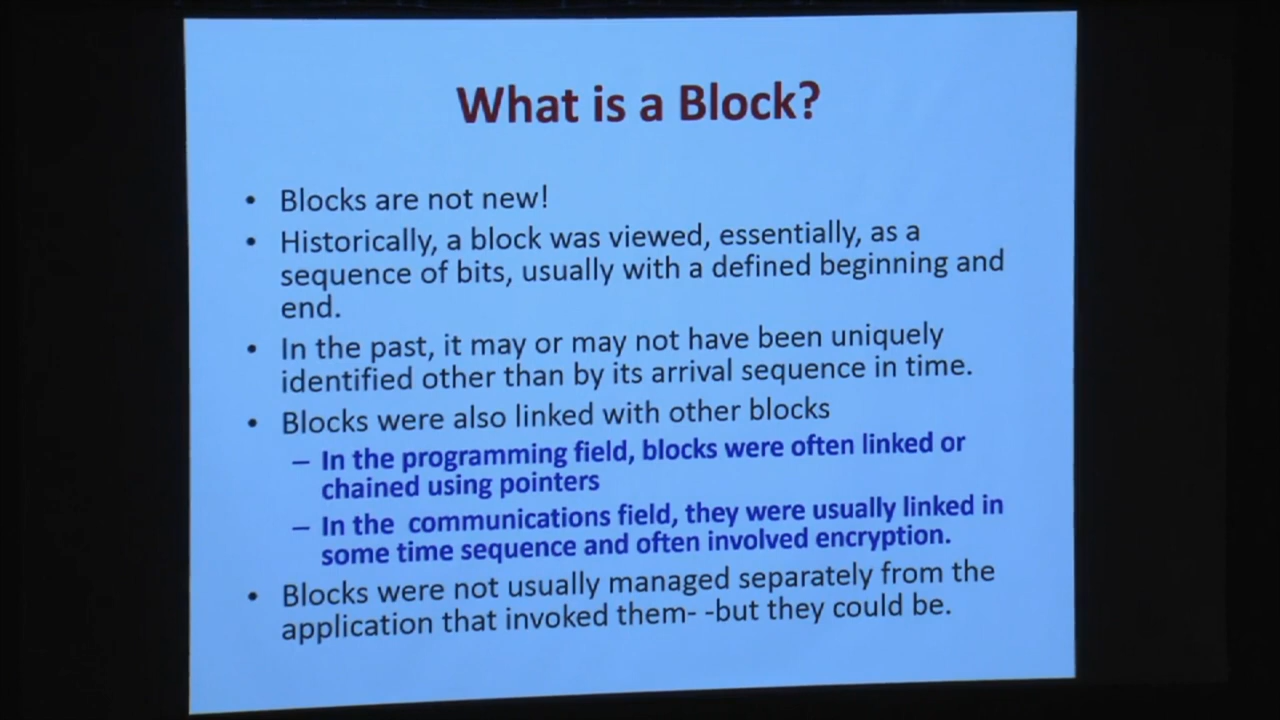 What is a Block?
• Blocks are not new!
• Historically, a block was viewed, essentially, as a
sequence of bits, usually with a defined beginning and
end.
• In the past, it may or may not have been uniquely
identified other than by its arrival sequence in time.
• Blocks were also linked with other blocks
– In the programming field, blocks were often linked or
chained using pointers
– In the communications field, they were usually linked in
some time sequence and often involved encryption.
• Blocks were not usually managed separately from the
application that invoked them- -but they could be.